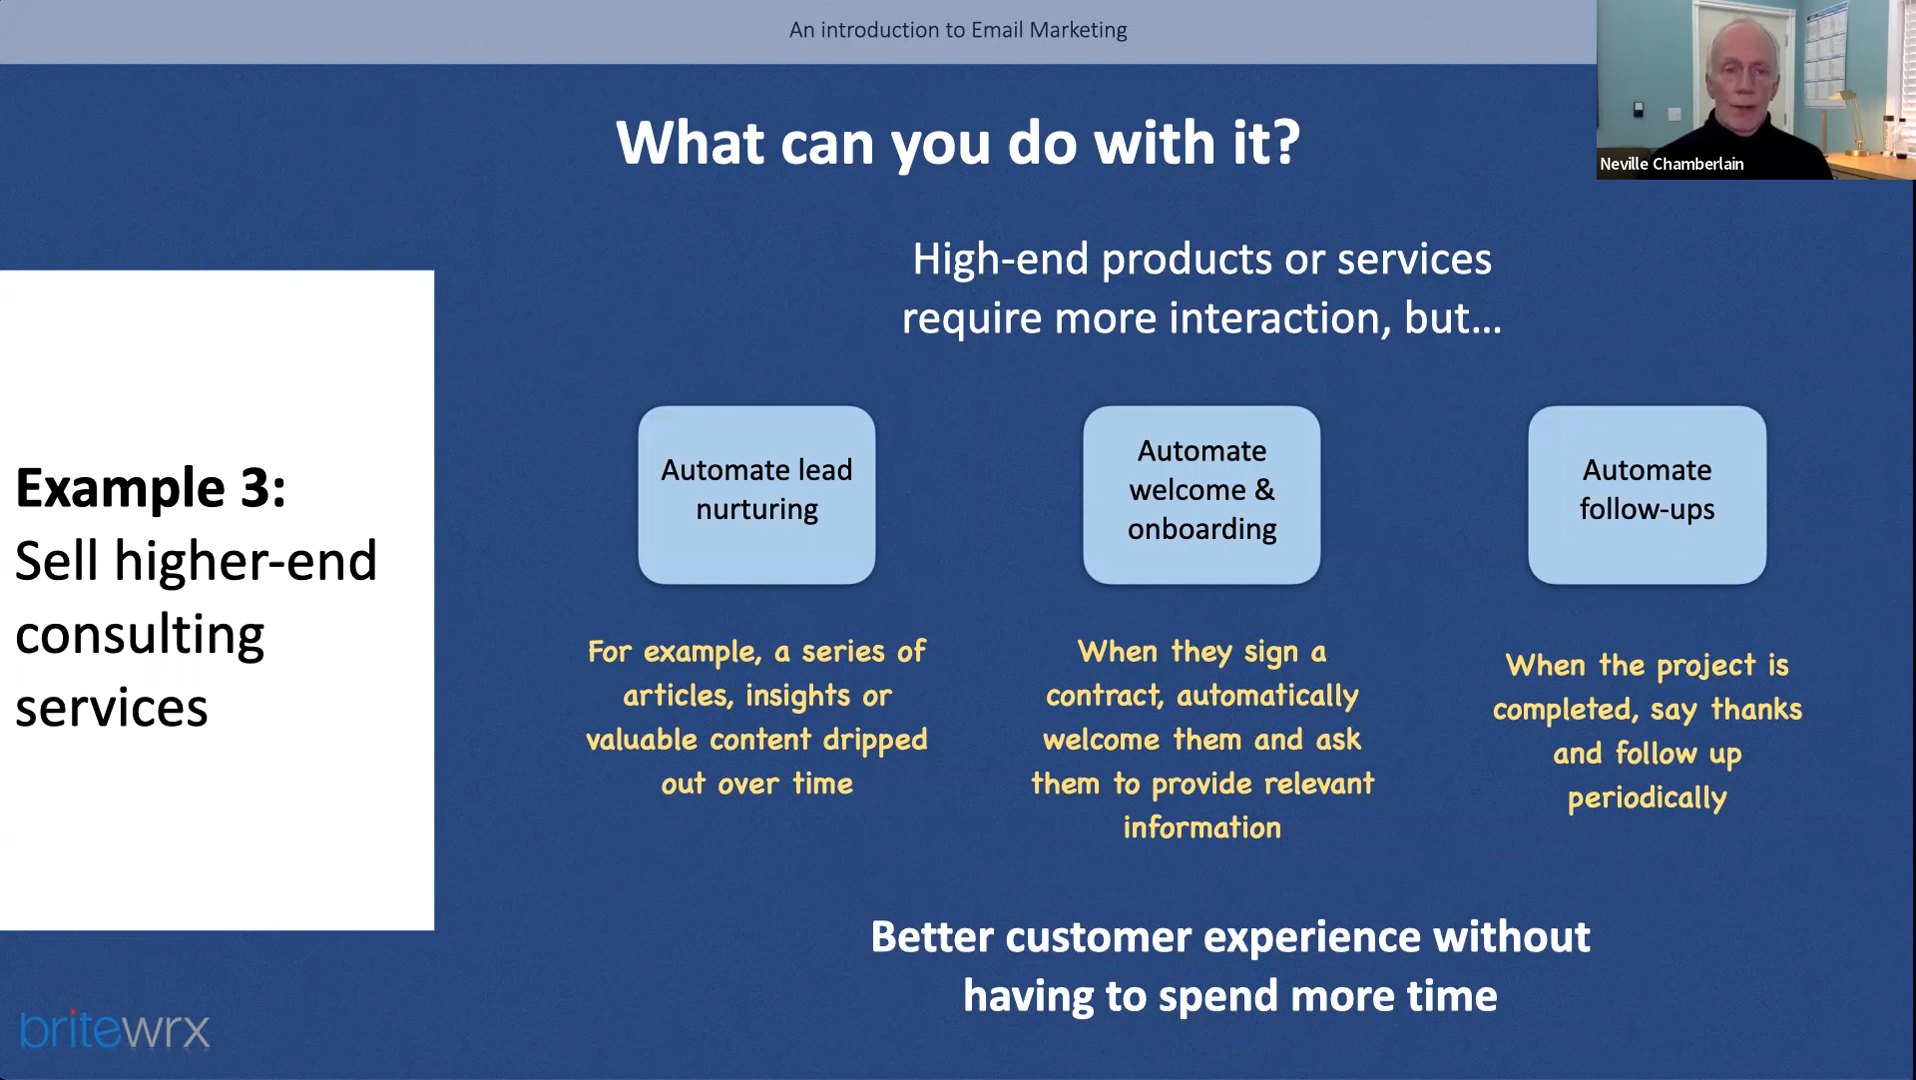 An introduction to Email Marketing
Neville Chamberlain
What can you do with it?
High-end products or services
require more interaction, but...
Example 3:
Sell higher-end
consulting
services
Automate lead
nurturing
For example, a series of
articles, insights or
valuable content dripped
out over time
Automate
welcome &
onboarding
When they sign a
contract, automatically
welcome them and ask
them to provide relevant
information
Automate
follow-ups
When the project is
completed, say thanks
and follow up
periodically
Better customer experience without
having to spend more time
britewrx